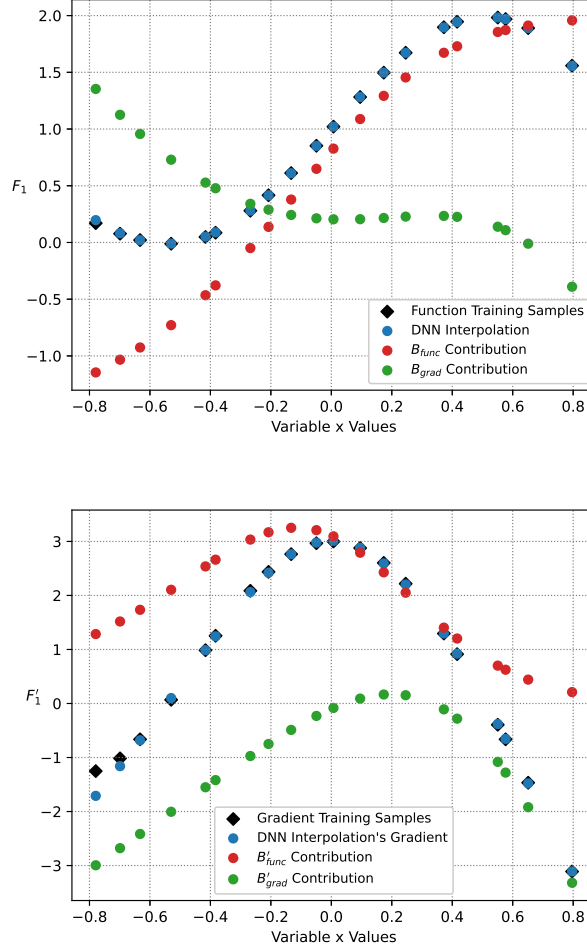 2.0
1.5
1.0
0.5
0.0
−0.5
−1.0
F₁
Function Training Samples
DNN Interpolation
B_func Contribution
B_grad Contribution
−0.8 −0.6 −0.4 −0.2 0.0 0.2 0.4 0.6 0.8
Variable x Values
3
2
1
0
−1
−2
−3
F′₁
Gradient Training Samples
DNN Interpolation's Gradient
B′_func Contribution
B′_grad Contribution
−0.8 −0.6 −0.4 −0.2 0.0 0.2 0.4 0.6 0.8
Variable x Values